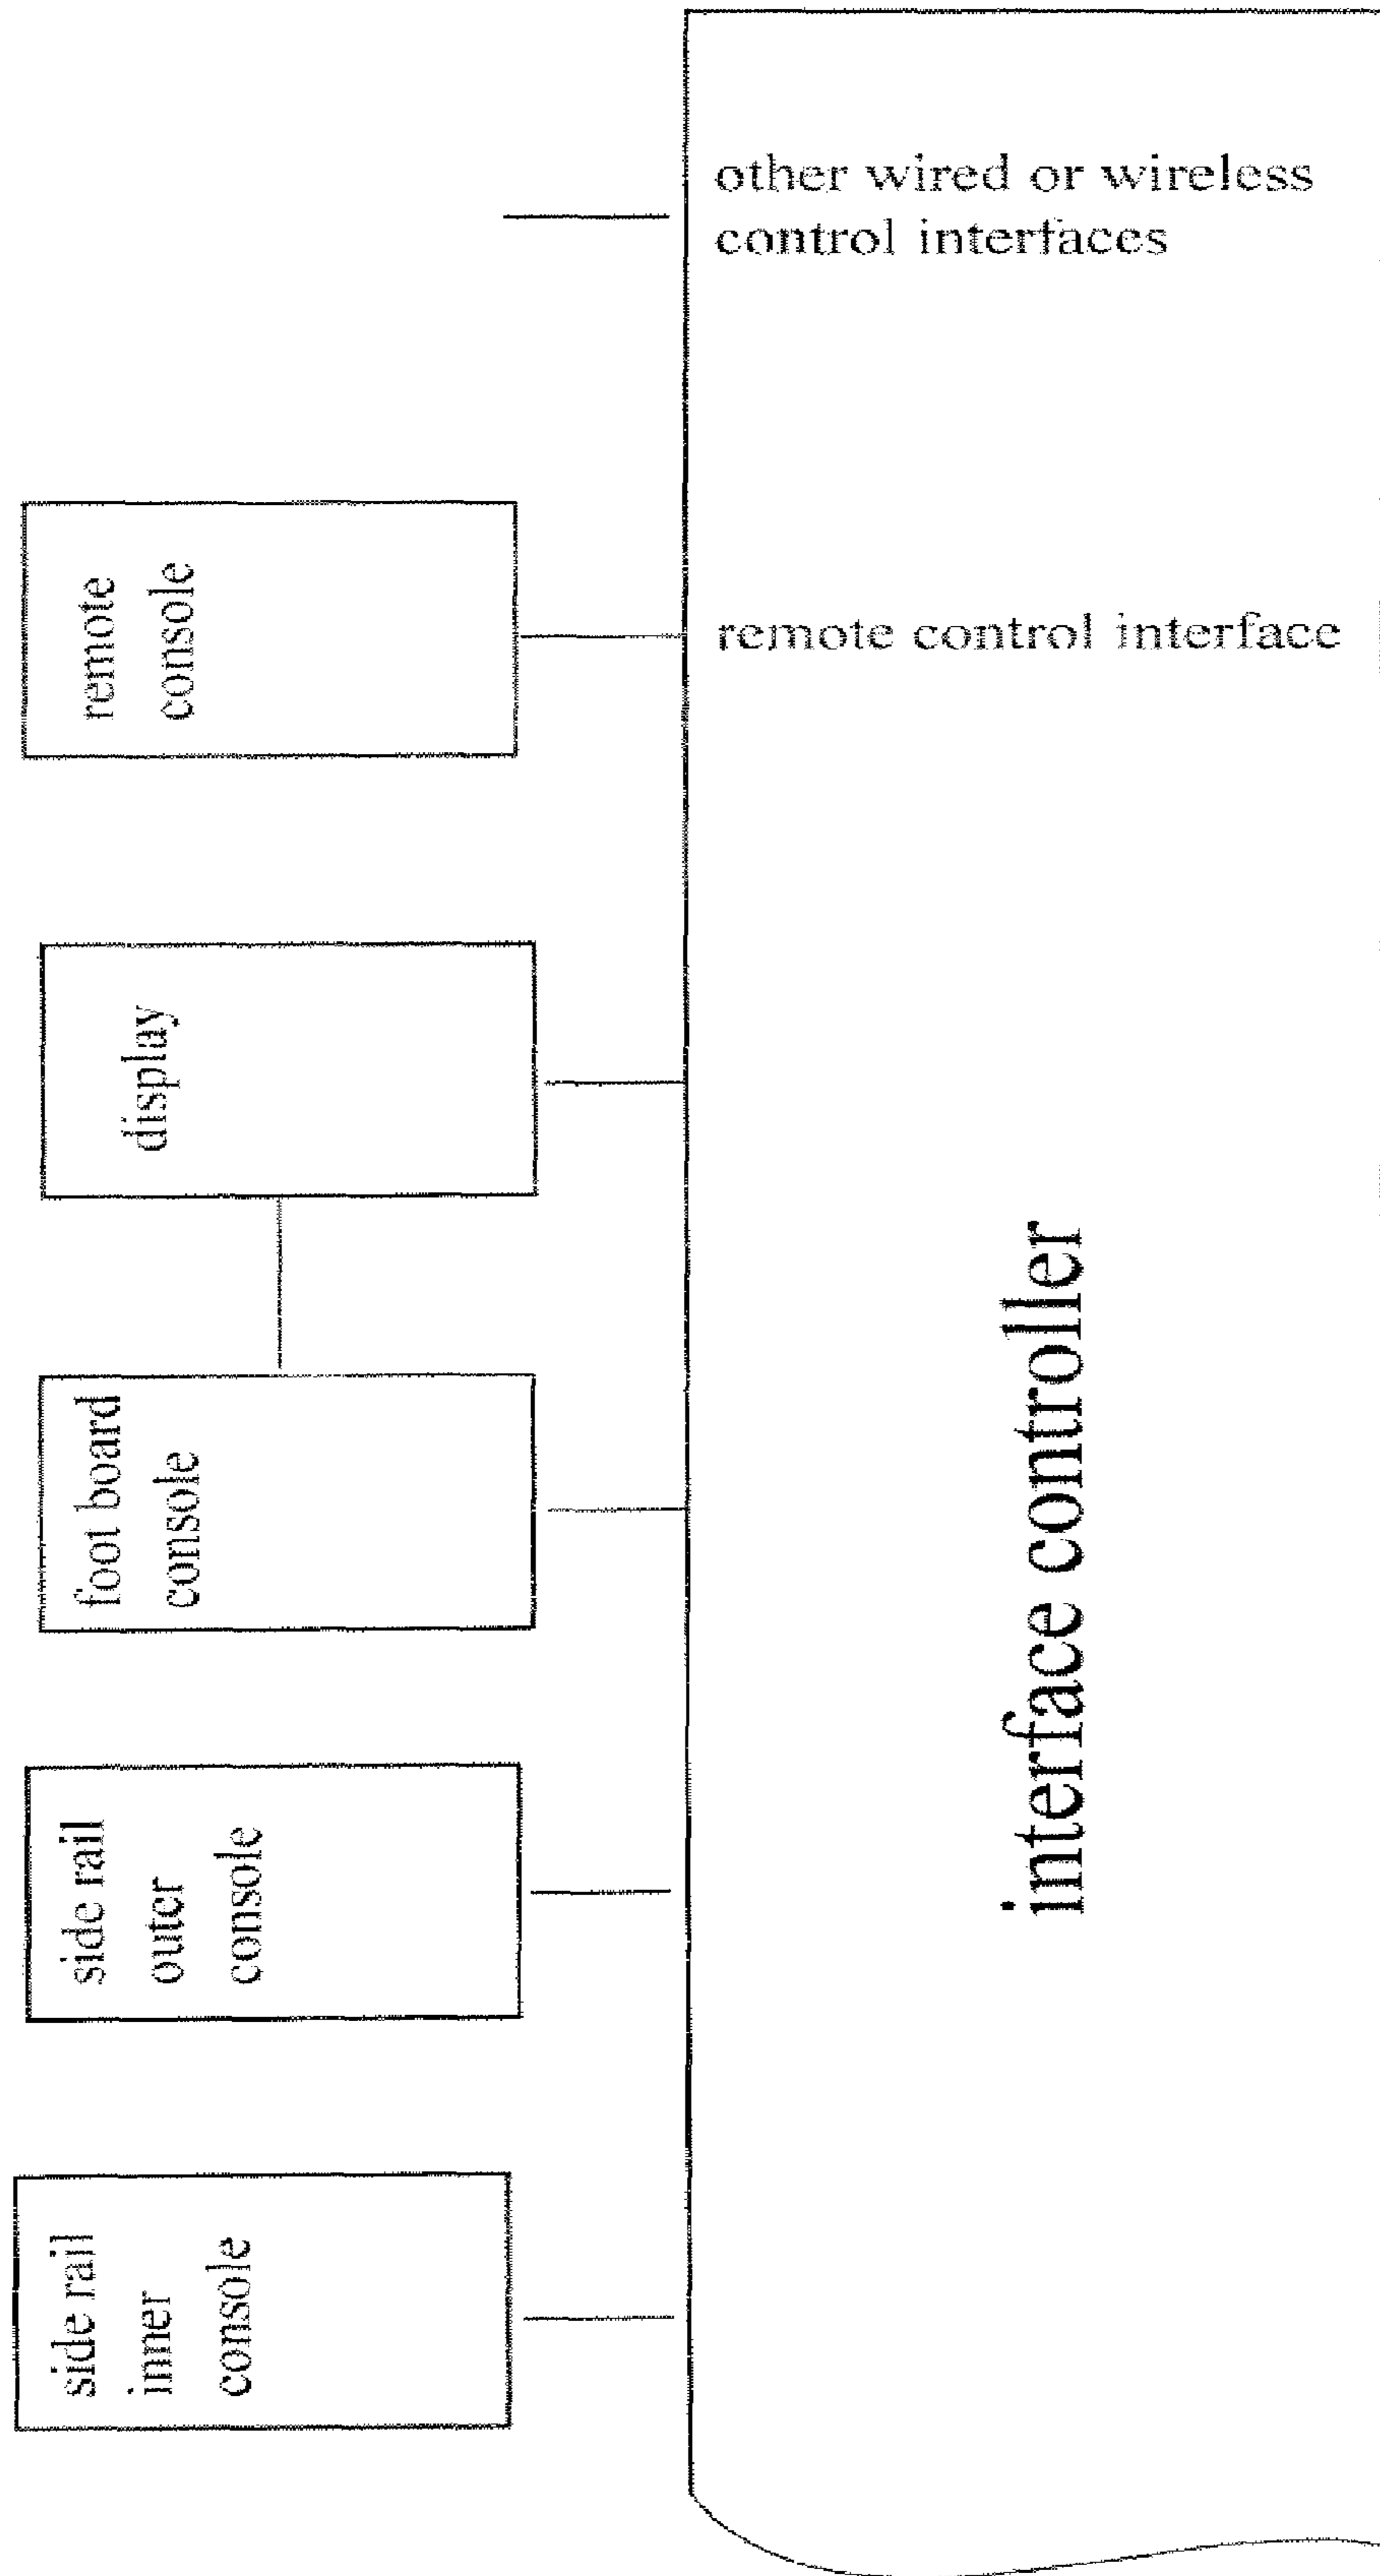 other wired or wireless
control interfaces
remote
console
remote control interface
display
foot board
console
interface controller
side rail
outer
console
side rail
inner
console